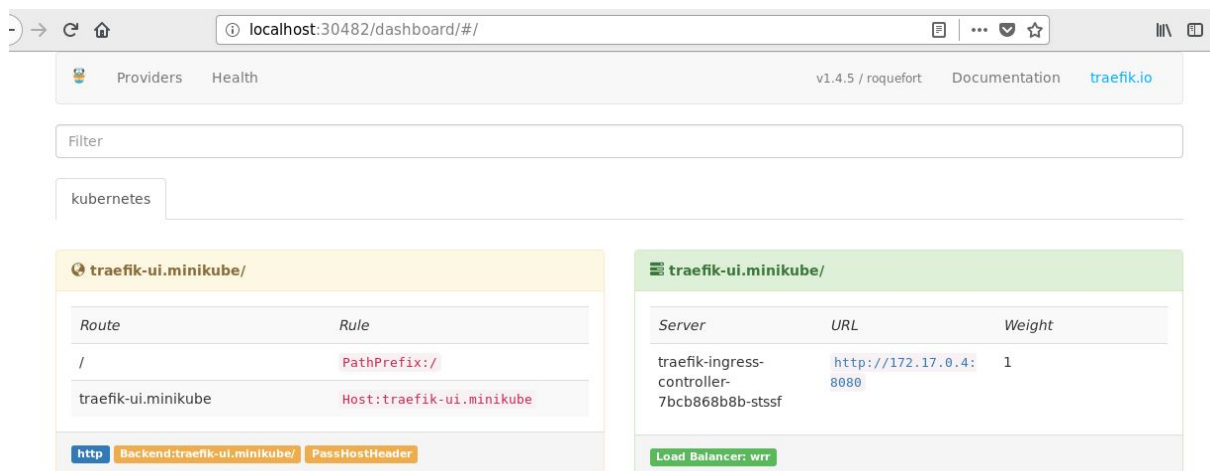 localhost:30482/dashboard/#/
Providers Health v1.4.5 / roquefort Documentation traefik.io
Filter
kubernetes
traefik-ui.minikube/
Route Rule
/ PathPrefix:/
traefik-ui.minikube Host:traefik-ui.minikube
http Backend:traefik-ui.minikube/ PassHostHeader
traefik-ui.minikube/
Server URL Weight
traefik-ingress- http://172.17.0.4: 1
controller- 8080
7bcb868b8b-stssf
Load Balancer: wrr